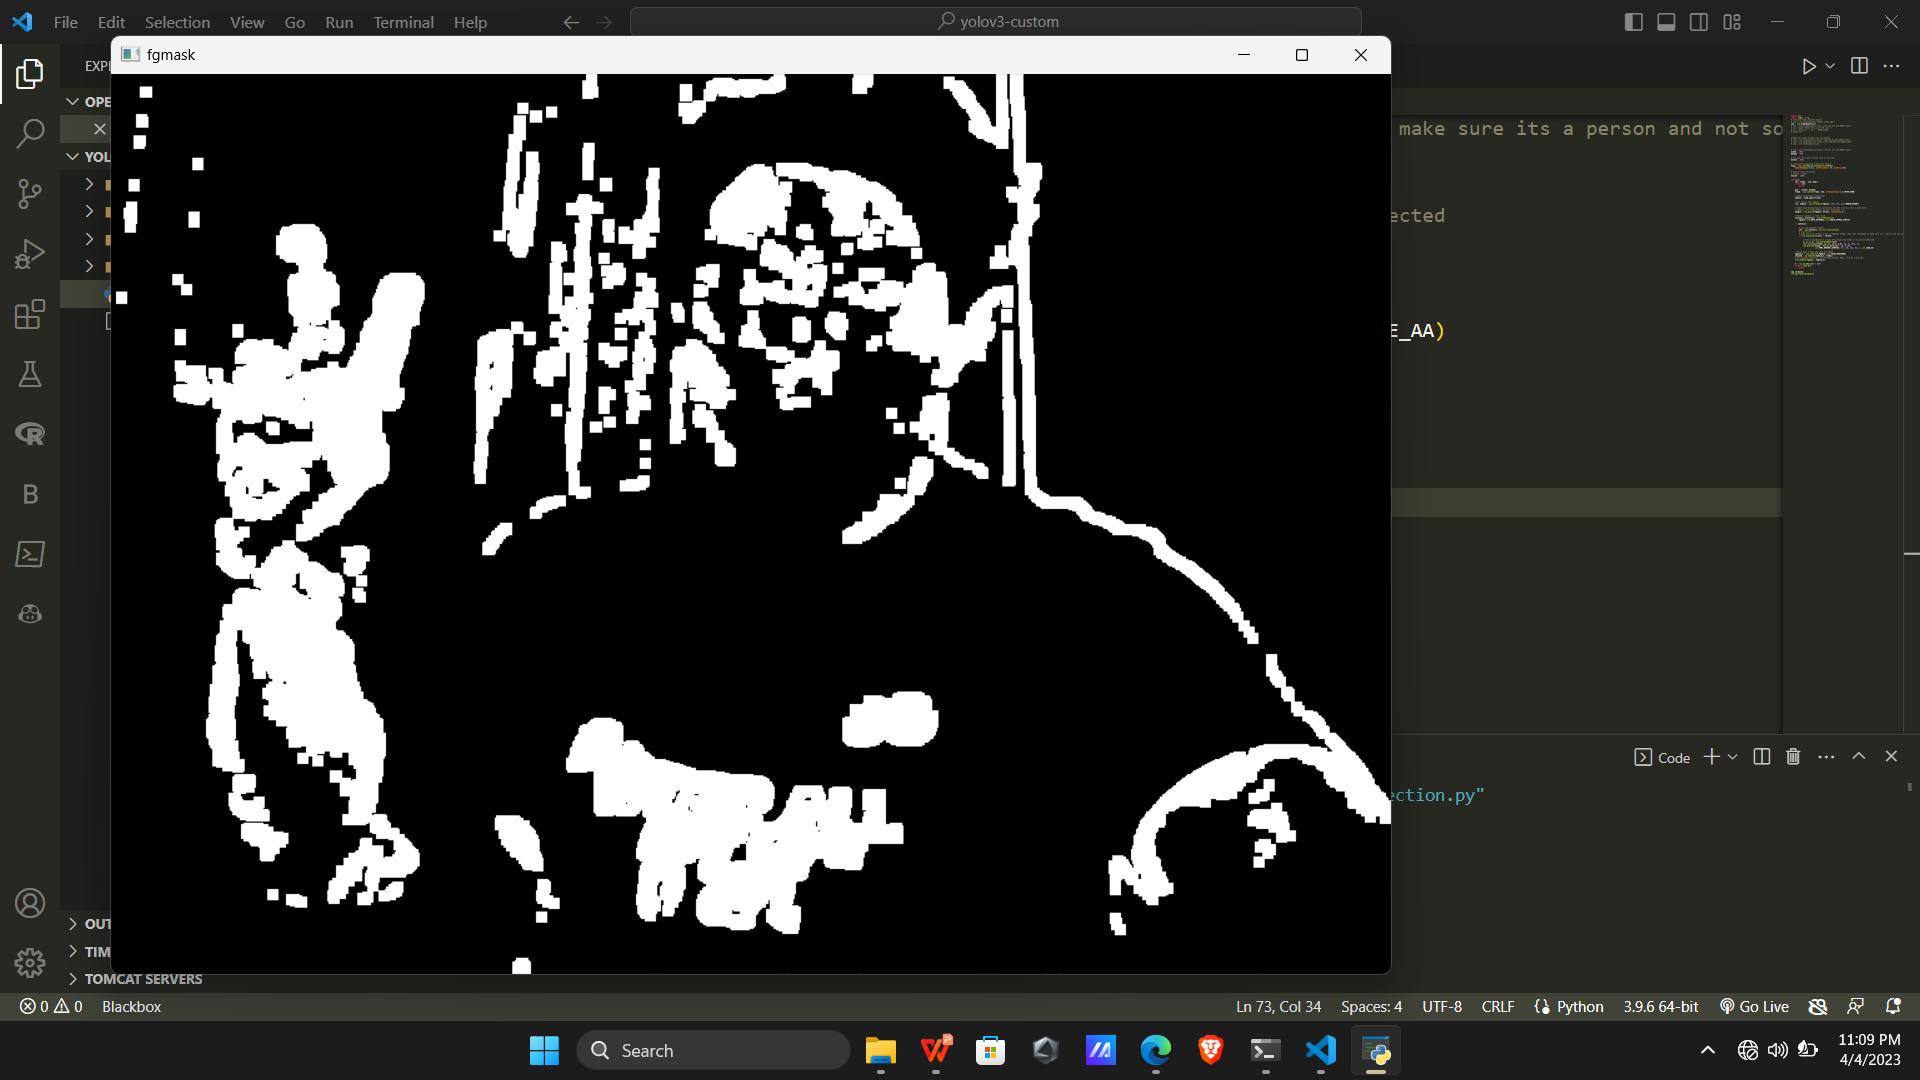 File Edit Selection View Go Run Terminal Help
yolov3-custom
fgmask
EXPL
OPE
YOL
make sure its a person and not so
ected
E_AA)
Code
ection.py"
OUT
TIM
TOMCAT SERVERS
0 0 Blackbox
Ln 73, Col 34 Spaces: 4 UTF-8 CRLF Python 3.9.6 64-bit Go Live
Search
11:09 PM
4/4/2023